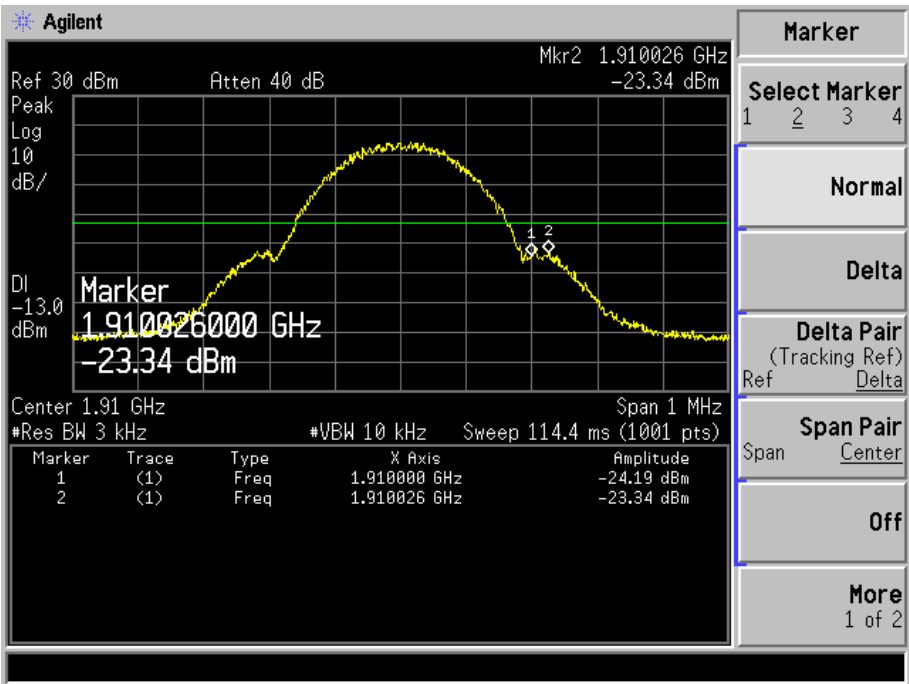 Agilent
Marker
Mkr2 1.910026 GHz
Ref 30 dBm Atten 40 dB -23.34 dBm
Peak
Log
10
dB/
1 2
DI
-13.0
dBm
Marker
1.910026000 GHz
-23.34 dBm
Center 1.91 GHz Span 1 MHz
#Res BW 3 kHz #VBW 10 kHz Sweep 114.4 ms (1001 pts)
Marker Trace Type X Axis Amplitude
1 (1) Freq 1.910000 GHz -24.19 dBm
2 (1) Freq 1.910026 GHz -23.34 dBm
Select Marker
1 2 3 4
Normal
Delta
Delta Pair
(Tracking Ref)
Ref Delta
Span Pair
Span Center
Off
More
1 of 2